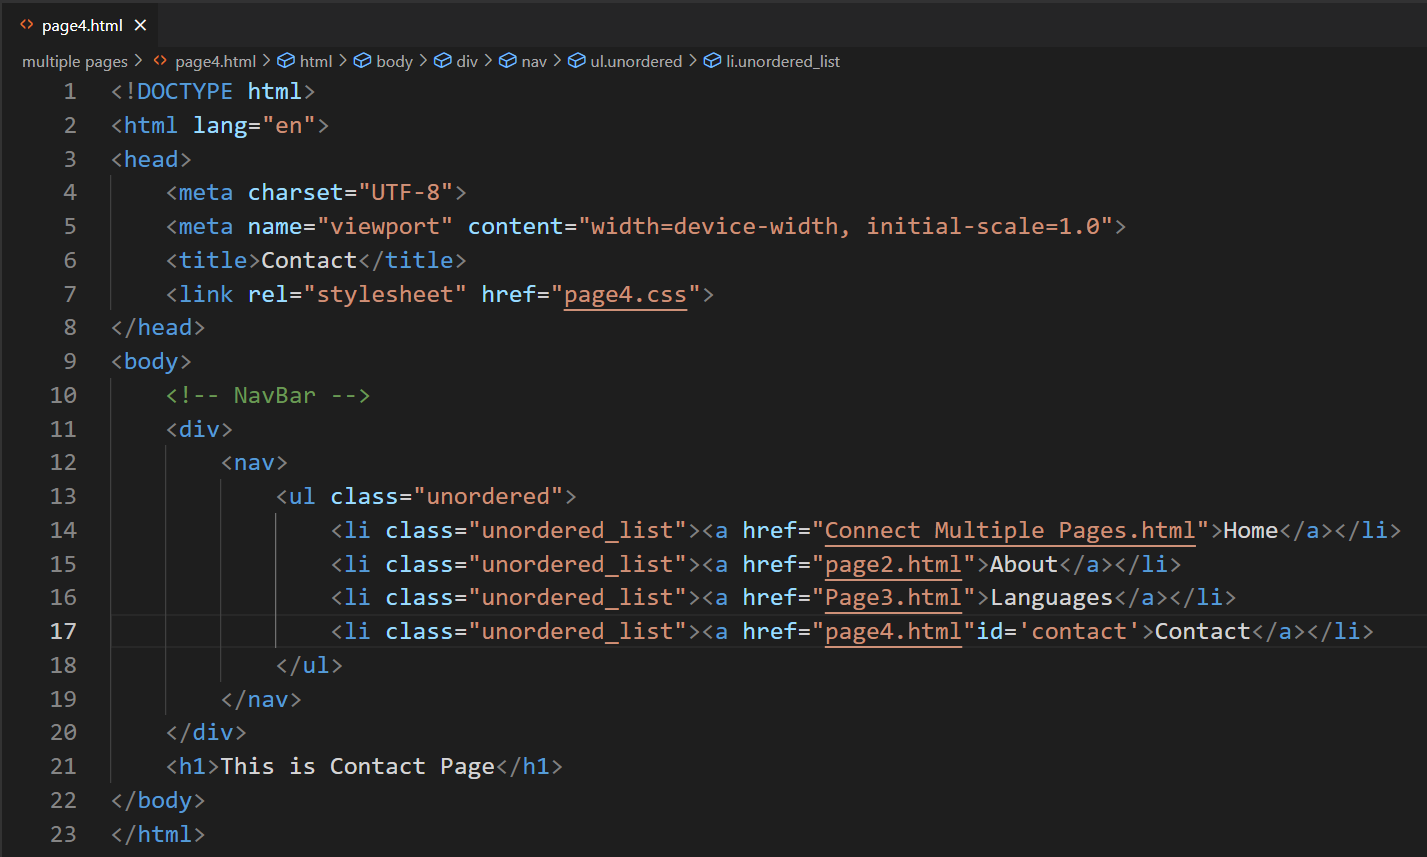 page4.html
multiple pages > page4.html > html > body > div > nav > ul.unordered > li.unordered_list
1 <!DOCTYPE html>
2 <html lang="en">
3 <head>
4     <meta charset="UTF-8">
5     <meta name="viewport" content="width=device-width, initial-scale=1.0">
6     <title>Contact</title>
7     <link rel="stylesheet" href="page4.css">
8 </head>
9 <body>
10     <!-- NavBar -->
11     <div>
12         <nav>
13             <ul class="unordered">
14                 <li class="unordered_list"><a href="Connect Multiple Pages.html">Home</a></li>
15                 <li class="unordered_list"><a href="page2.html">About</a></li>
16                 <li class="unordered_list"><a href="Page3.html">Languages</a></li>
17                 <li class="unordered_list"><a href="page4.html"id='contact'>Contact</a></li>
18             </ul>
19         </nav>
20     </div>
21     <h1>This is Contact Page</h1>
22 </body>
23 </html>